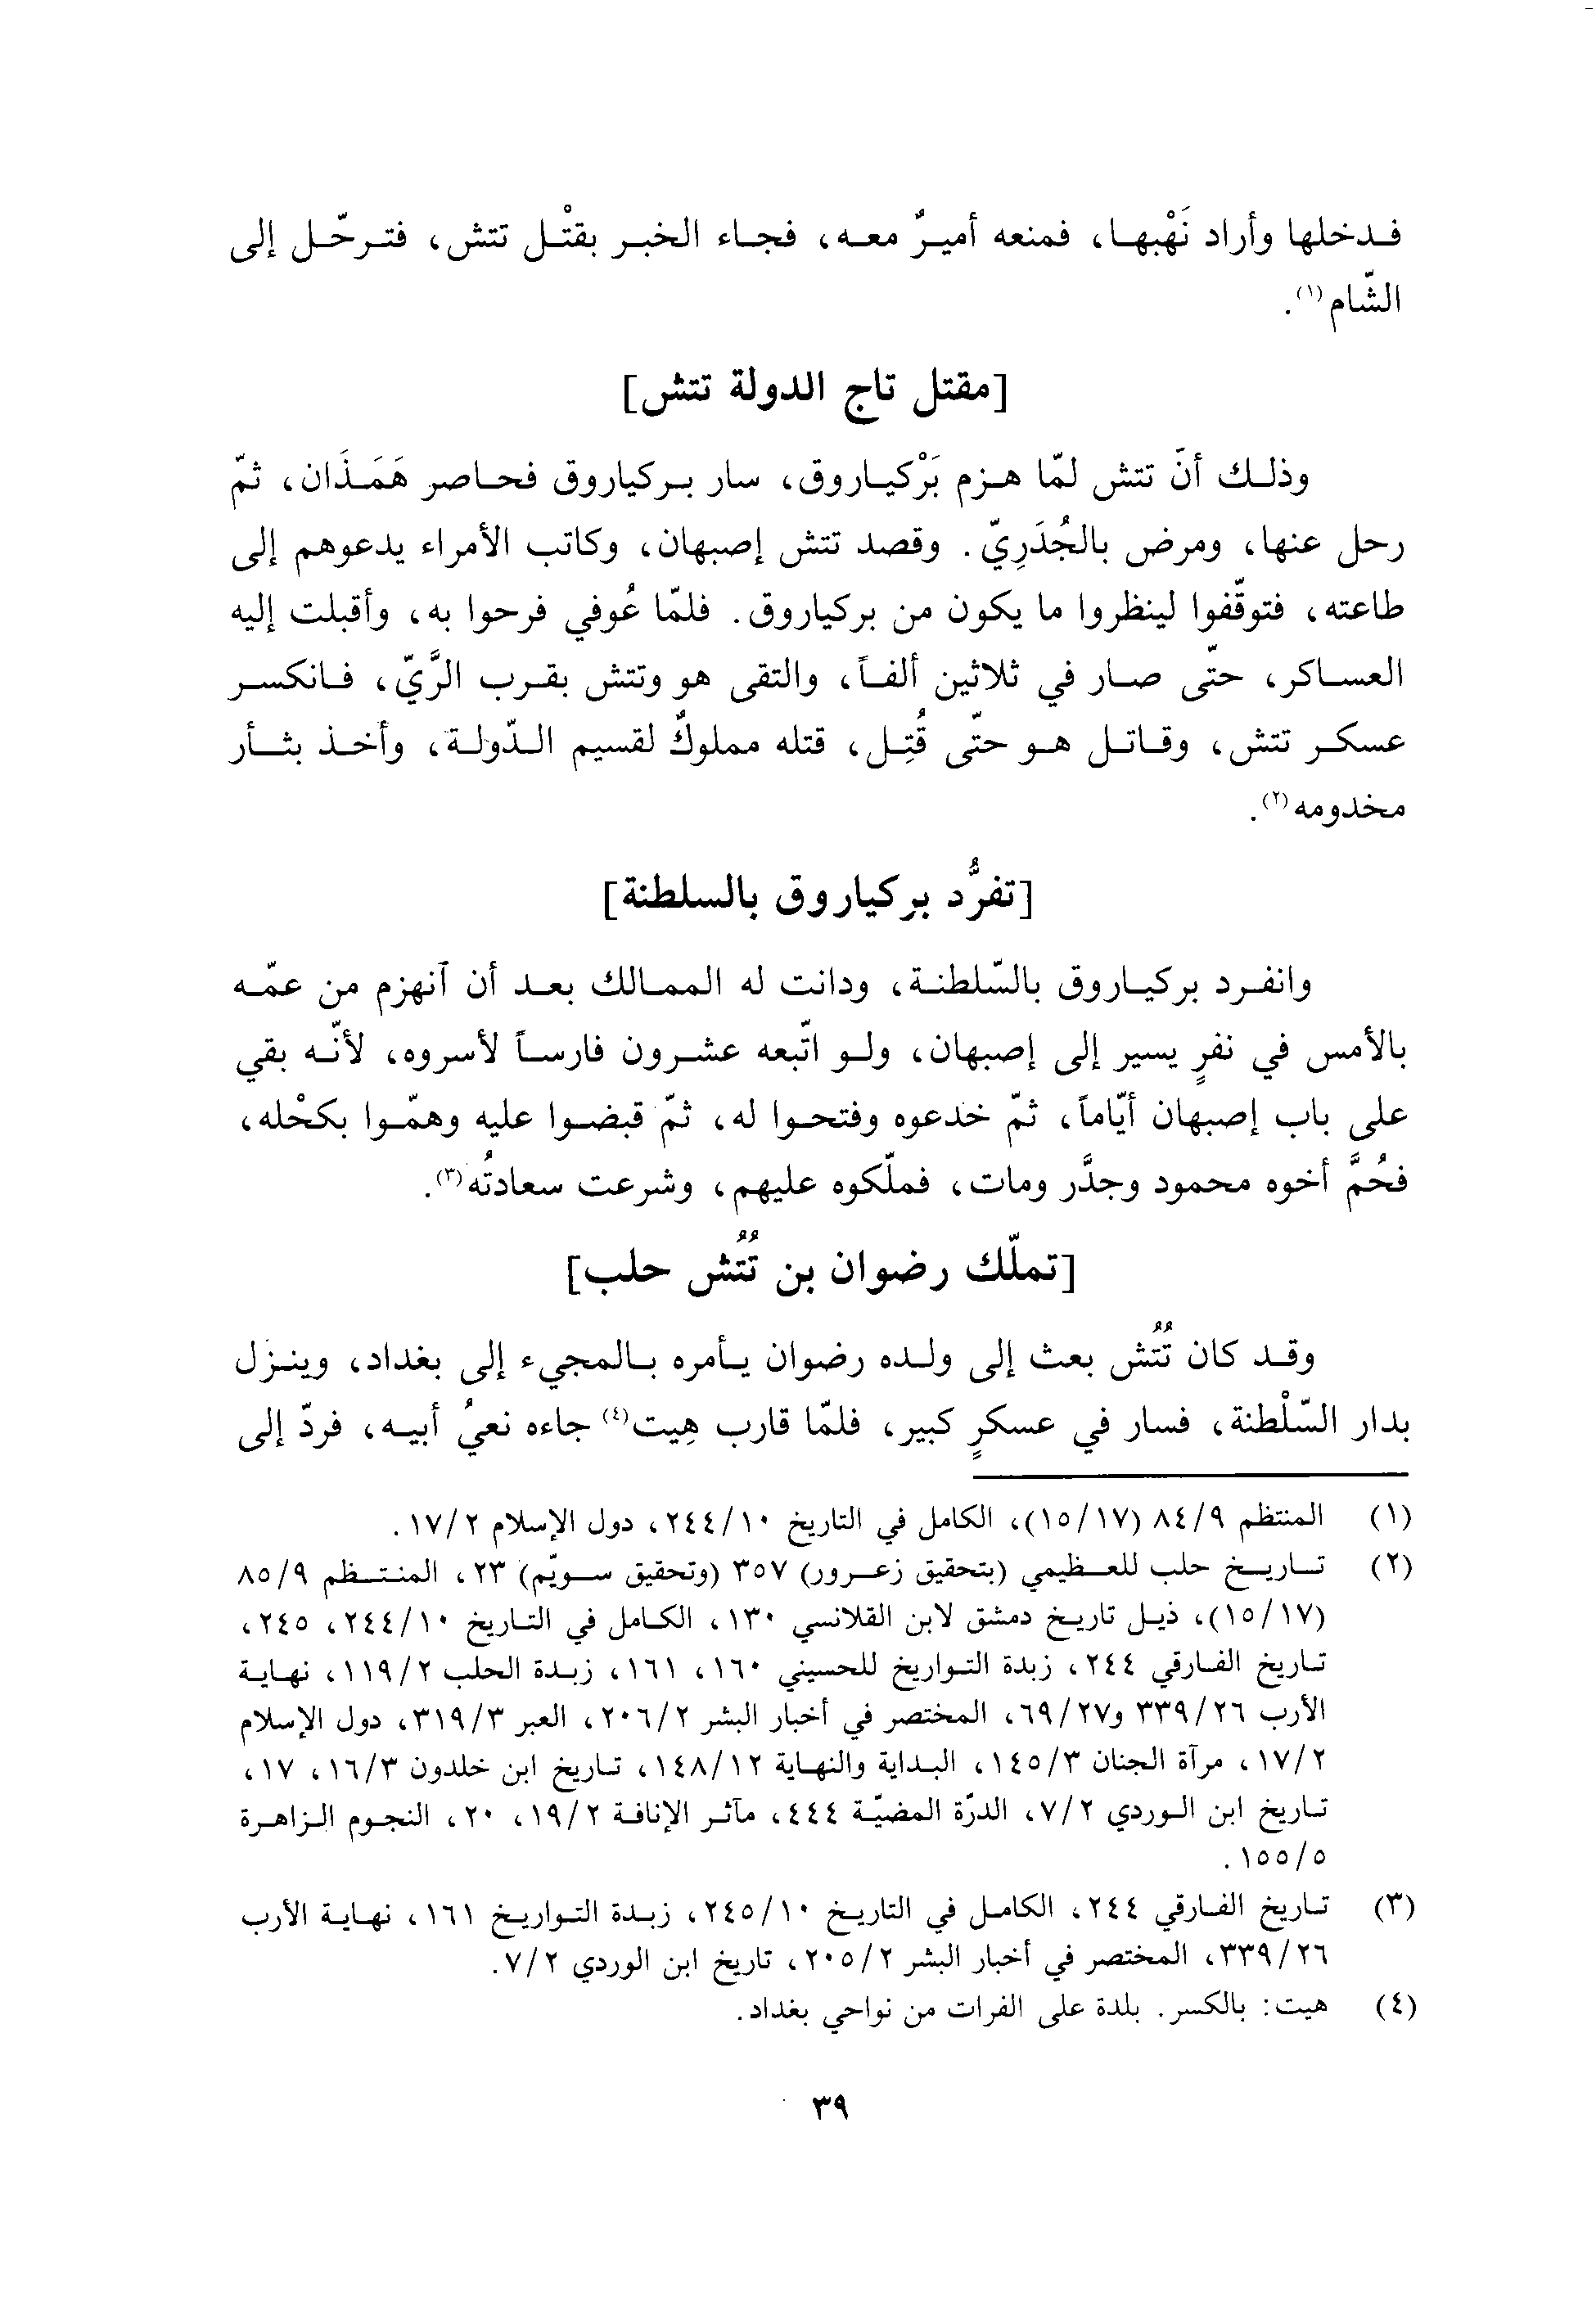 فدخلها وأراد نَهْبها، فمنعه أميرٌ معه، فجاء الخبر بقتْل تتش، فترحّل إلى
الشّام(١).
[مقتل تاج الدولة تتش]
وذلك أنّ تتش لمّا هزم بَرْكياروق، سار بركياروق فحاصر هَمَذَان، ثمّ
رحل عنها، ومرض بالجُدَرِيّ. وقصد تتش إصبهان، وكاتب الأمراء يدعوهم إلى
طاعته، فتوقّفوا لينظروا ما يكون من بركياروق. فلمّا عُوفي فرحوا به، وأقبلت إليه
العساكر، حتّى صار في ثلاثين ألفاً، والتقى هو وتتش بقرب الرَّيّ، فانكسر
عسكر تتش، وقاتل هو حتّى قُتِل، قتله مملوكٌ لقسيم الدّولة، وأخذ بثأر
مخدومه(٢).
[تفرُّد بركياروق بالسلطنة]
وانفرد بركياروق بالسّلطنة، ودانت له الممالك بعد أن آنهزم من عمّه
بالأمس في نفرٍ يسير إلى إصبهان، ولو اتّبعه عشرون فارساً لأسروه، لأنّه بقي
على باب إصبهان أيّاماً، ثمّ خدعوه وفتحوا له، ثمّ قبضوا عليه وهمّوا بكحْله،
فحُمَّ أخوه محمود وجدَّر ومات، فملّكوه عليهم، وشرعت سعادتُه(٣).
[تملّك رضوان بن تُتُش حلب]
وقد كان تُتُش بعث إلى ولده رضوان يأمره بالمجيء إلى بغداد، وينزل
بدار السّلْطنة، فسار في عسكرٍ كبير، فلمّا قارب هِيت(٤) جاءه نعيُ أبيه، فردّ إلى
(١) المنتظم ٨٤/٩ (١٥/١٧)، الكامل في التاريخ ٢٤٤/١٠، دول الإسلام ١٧/٢.
(٢) تاريخ حلب للعظيمي (بتحقيق زعرور) ٣٥٧ (وتحقيق سويّم) ٢٣، المنتظم ٨٥/٩
(١٥/١٧)، ذيل تاريخ دمشق لابن القلانسي ١٣٠، الكامل في التاريخ ٢٤٤/١٠، ٢٤٥،
تاريخ الفارقي ٢٤٤، زبدة التواريخ للحسيني ١٦٠، ١٦١، زبدة الحلب ١١٩/٢، نهاية
الأرب ٣٣٩/٢٦ و٦٩/٢٧، المختصر في أخبار البشر ٢٠٦/٢، العبر ٣١٩/٣، دول الإسلام
١٧/٢، مرآة الجنان ١٤٥/٣، البداية والنهاية ١٤٨/١٢، تاريخ ابن خلدون ١٦/٣، ١٧،
تاريخ ابن الوردي ٧/٢، الدرّة المضيّة ٤٤٤، مآثر الإنافة ١٩/٢، ٢٠، النجوم الزاهرة
١٥٥/٥.
(٣) تاريخ الفارقي ٢٤٤، الكامل في التاريخ ٢٤٥/١٠، زبدة التواريخ ١٦١، نهاية الأرب
٣٣٩/٢٦، المختصر في أخبار البشر ٢٠٥/٢، تاريخ ابن الوردي ٧/٢.
(٤) هيت: بالكسر. بلدة على الفرات من نواحي بغداد.
٣٩